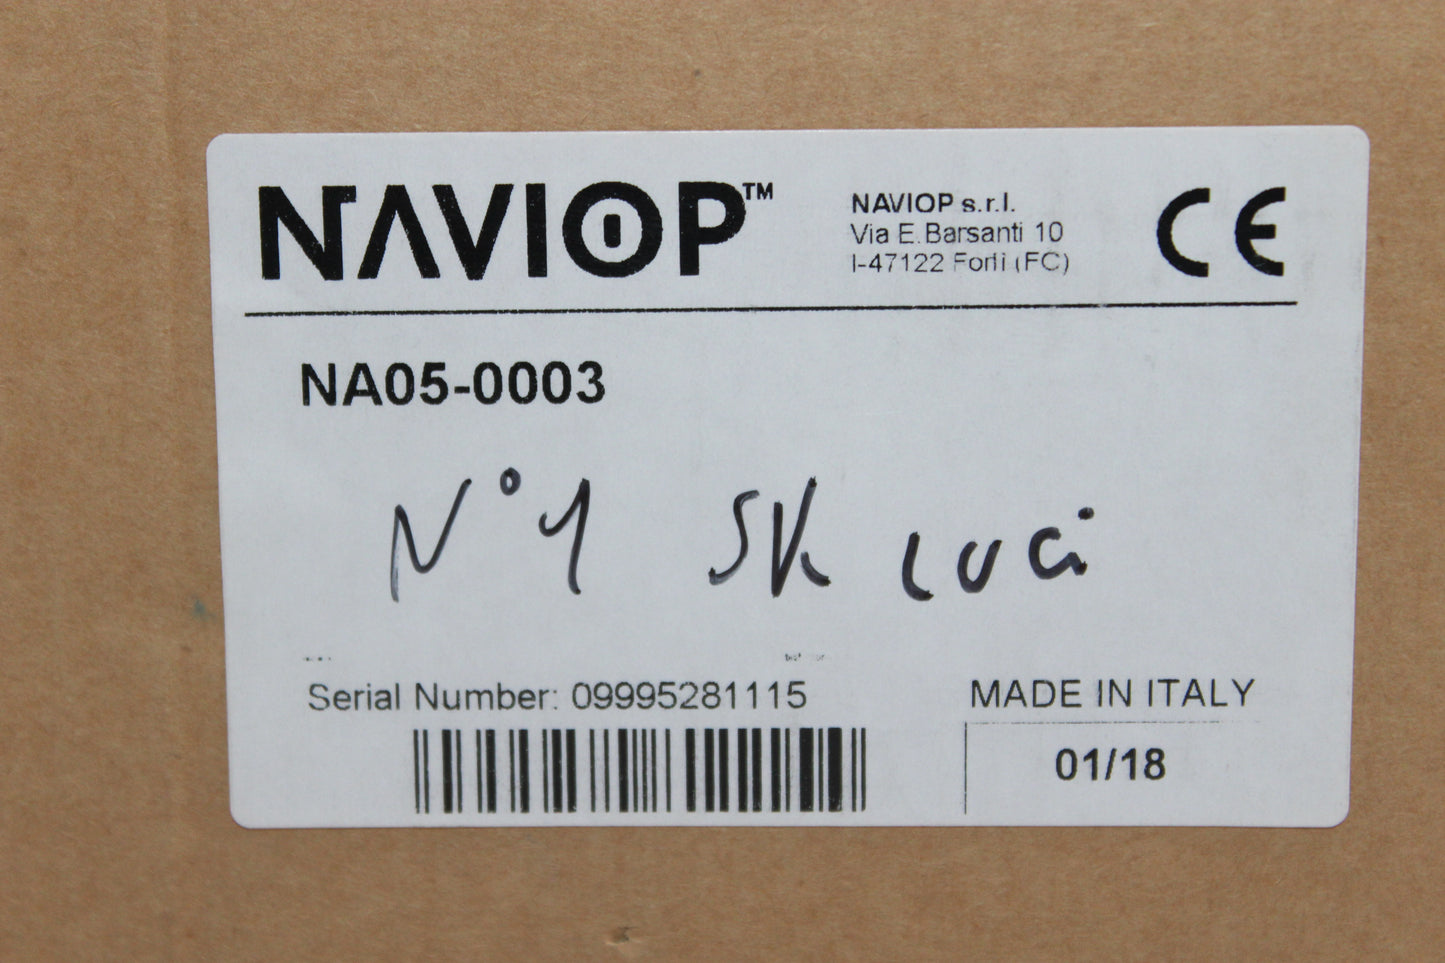 NAVIOP™
NAVIOP s.r.l.
Via E.Barsanti 10
I-47122 Forlì (FC)
CE
NA05-0003
N°1 SK LUCi
Serial Number: 09995281115
MADE IN ITALY
01/18